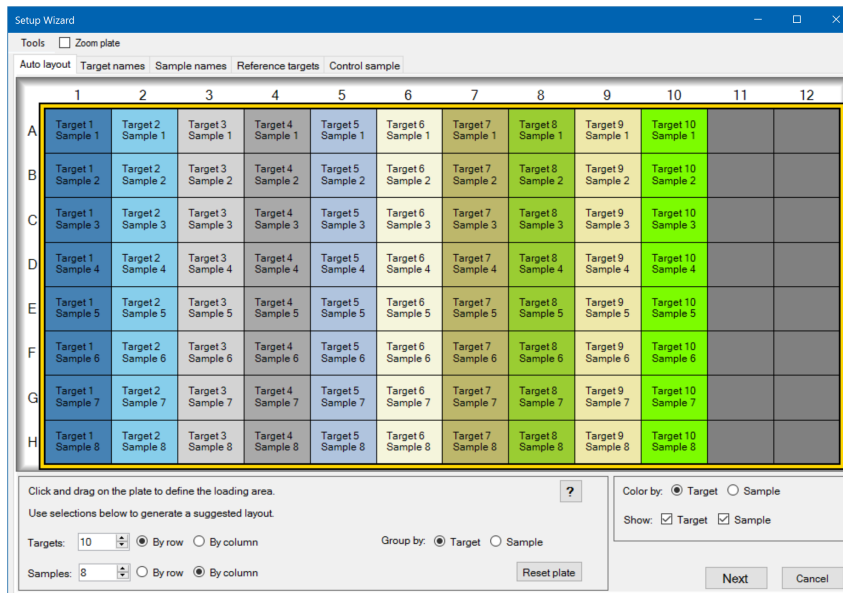 Setup Wizard
Tools Zoom plate
Auto layout Target names Sample names Reference targets Control sample
1 2 3 4 5 6 7 8 9 10 11 12
A Target 1 Target 2 Target 3 Target 4 Target 5 Target 6 Target 7 Target 8 Target 9 Target 10
Sample 1 Sample 1 Sample 1 Sample 1 Sample 1 Sample 1 Sample 1 Sample 1 Sample 1 Sample 1
B Target 1 Target 2 Target 3 Target 4 Target 5 Target 6 Target 7 Target 8 Target 9 Target 10
Sample 2 Sample 2 Sample 2 Sample 2 Sample 2 Sample 2 Sample 2 Sample 2 Sample 2 Sample 2
C Target 1 Target 2 Target 3 Target 4 Target 5 Target 6 Target 7 Target 8 Target 9 Target 10
Sample 3 Sample 3 Sample 3 Sample 3 Sample 3 Sample 3 Sample 3 Sample 3 Sample 3 Sample 3
D Target 1 Target 2 Target 3 Target 4 Target 5 Target 6 Target 7 Target 8 Target 9 Target 10
Sample 4 Sample 4 Sample 4 Sample 4 Sample 4 Sample 4 Sample 4 Sample 4 Sample 4 Sample 4
E Target 1 Target 2 Target 3 Target 4 Target 5 Target 6 Target 7 Target 8 Target 9 Target 10
Sample 5 Sample 5 Sample 5 Sample 5 Sample 5 Sample 5 Sample 5 Sample 5 Sample 5 Sample 5
F Target 1 Target 2 Target 3 Target 4 Target 5 Target 6 Target 7 Target 8 Target 9 Target 10
Sample 6 Sample 6 Sample 6 Sample 6 Sample 6 Sample 6 Sample 6 Sample 6 Sample 6 Sample 6
G Target 1 Target 2 Target 3 Target 4 Target 5 Target 6 Target 7 Target 8 Target 9 Target 10
Sample 7 Sample 7 Sample 7 Sample 7 Sample 7 Sample 7 Sample 7 Sample 7 Sample 7 Sample 7
H Target 1 Target 2 Target 3 Target 4 Target 5 Target 6 Target 7 Target 8 Target 9 Target 10
Sample 8 Sample 8 Sample 8 Sample 8 Sample 8 Sample 8 Sample 8 Sample 8 Sample 8 Sample 8
Click and drag on the plate to define the loading area. ?
Use selections below to generate a suggested layout.
Targets: 10 By row By column Group by: Target Sample
Samples: 8 By row By column Reset plate
Color by: Target Sample
Show: Target Sample
Next Cancel